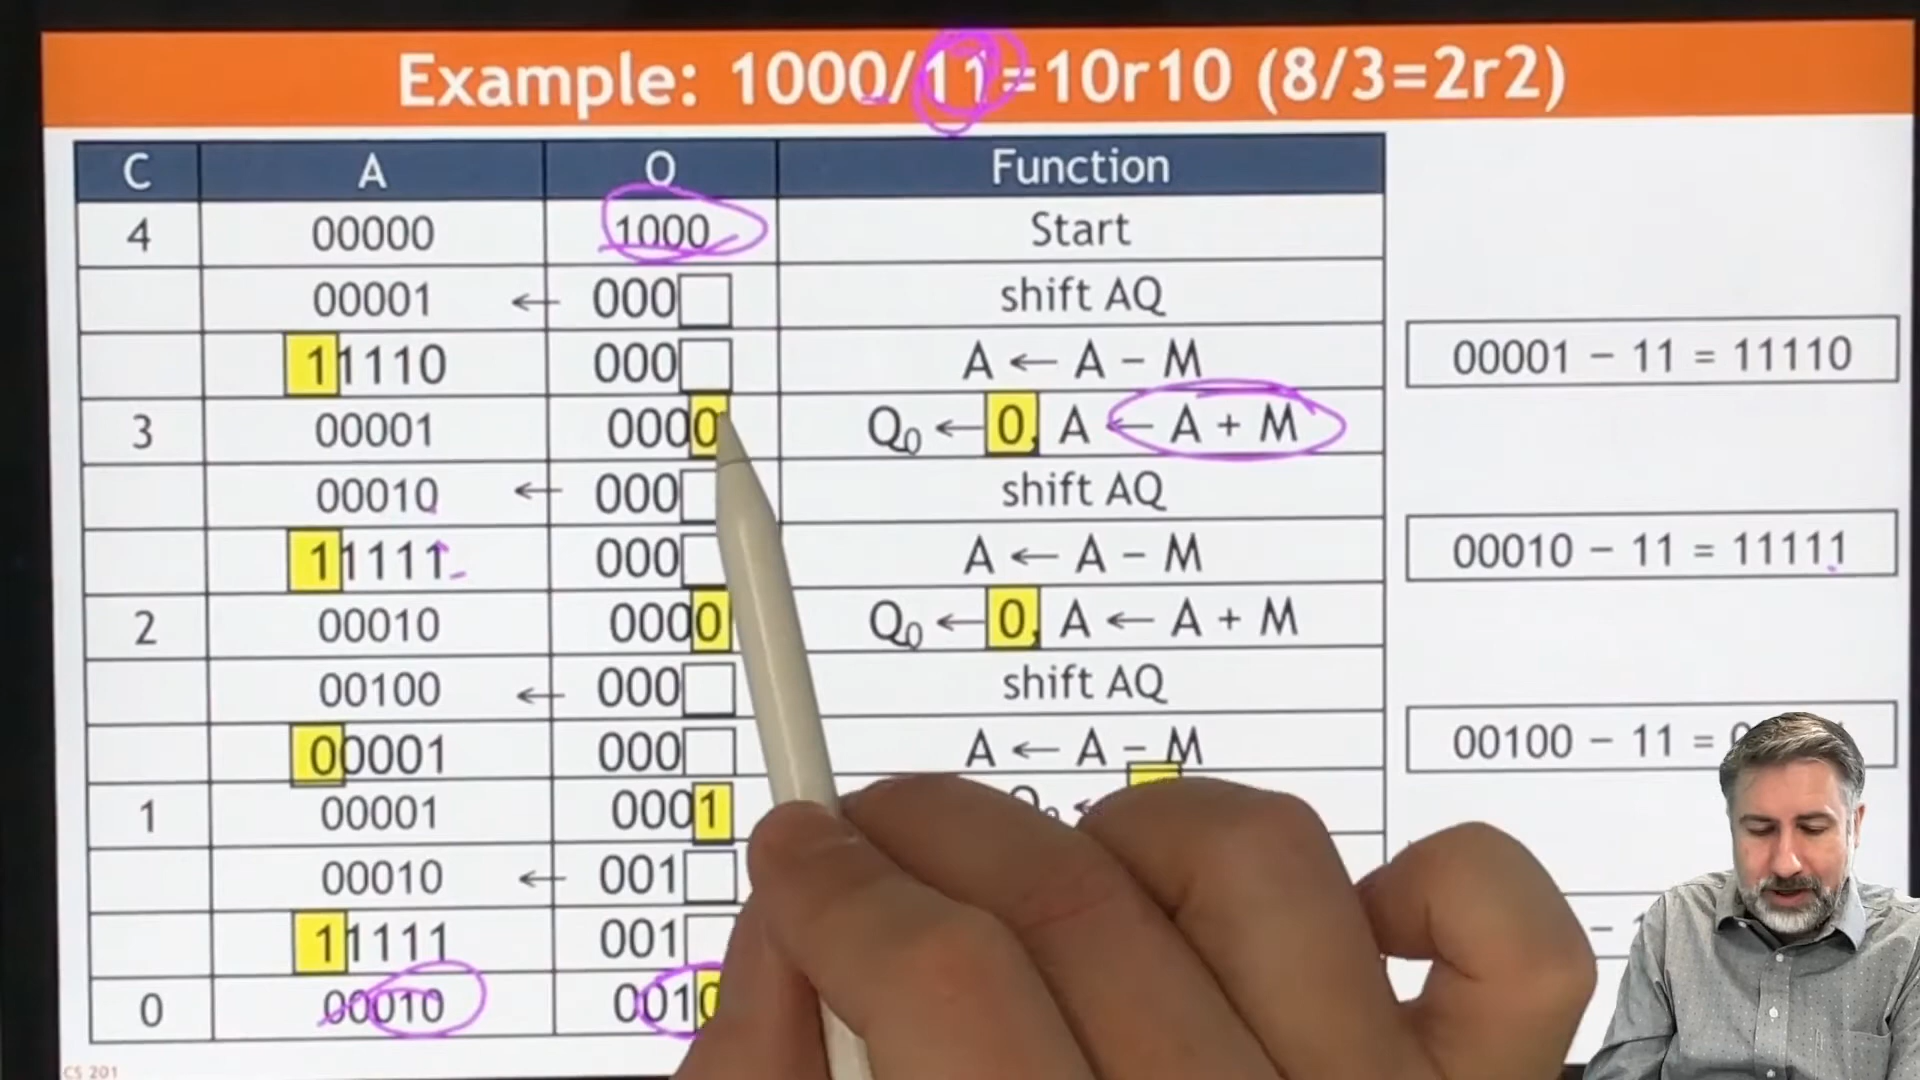 Example: 1000/11=10r10 (8/3=2r2)
C A Q Function
4 00000 1000 Start
00001 ← 000□ shift AQ
11110 000□ A ← A − M
00001 − 11 = 11110
3 00001 0000 Q0 ← 0, A ← A + M
00010 ← 000□ shift AQ
11111 000□ A ← A − M
00010 − 11 = 11111
2 00010 0000 Q0 ← 0, A ← A + M
00100 ← 000□ shift AQ
00001 000□ A ← A − M
00100 − 11 =
1 00001 0001
00010 ← 001□
11111 001□
−
0 00010 0010
CS 201